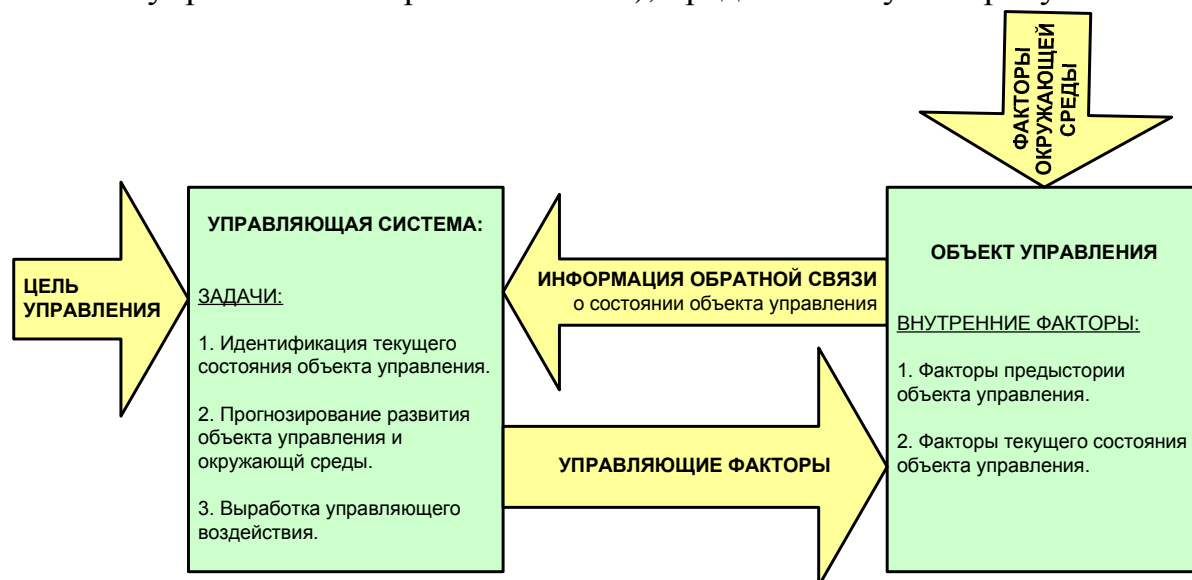 ФАКТОРЫ
ОКРУЖАЮЩЕЙ
СРЕДЫ
ЦЕЛЬ
УПРАВЛЕНИЯ
УПРАВЛЯЮЩАЯ СИСТЕМА:
ЗАДАЧИ:
1. Идентификация текущего
состояния объекта управления.
2. Прогнозирование развития
объекта управления и
окружающй среды.
3. Выработка управляющего
воздействия.
ИНФОРМАЦИЯ ОБРАТНОЙ СВЯЗИ
о состоянии объекта управления
УПРАВЛЯЮЩИЕ ФАКТОРЫ
ОБЪЕКТ УПРАВЛЕНИЯ
ВНУТРЕННИЕ ФАКТОРЫ:
1. Факторы предыстории
объекта управления.
2. Факторы текущего состояния
объекта управления.